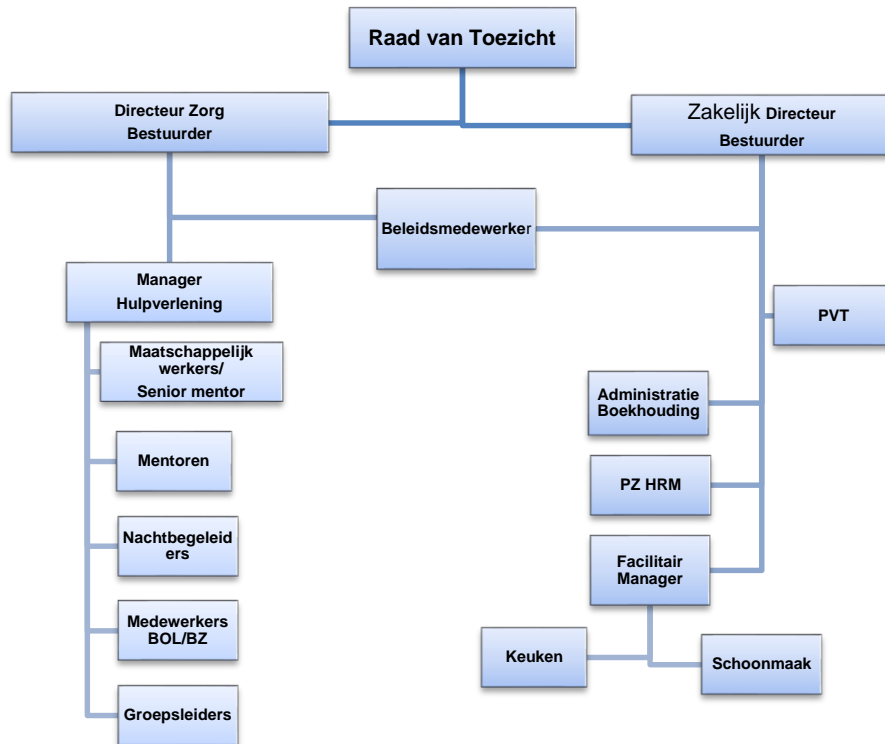 Raad van Toezicht
Directeur Zorg
Bestuurder
Zakelijk Directeur
Bestuurder
Beleidsmedewerker
Manager
Hulpverlening
PVT
Maatschappelijk
werkers/
Senior mentor
Administratie
Boekhouding
Mentoren
PZ HRM
Nachtbegeleid
ers
Facilitair
Manager
Medewerkers
BOL/BZ
Keuken
Schoonmaak
Groepsleiders